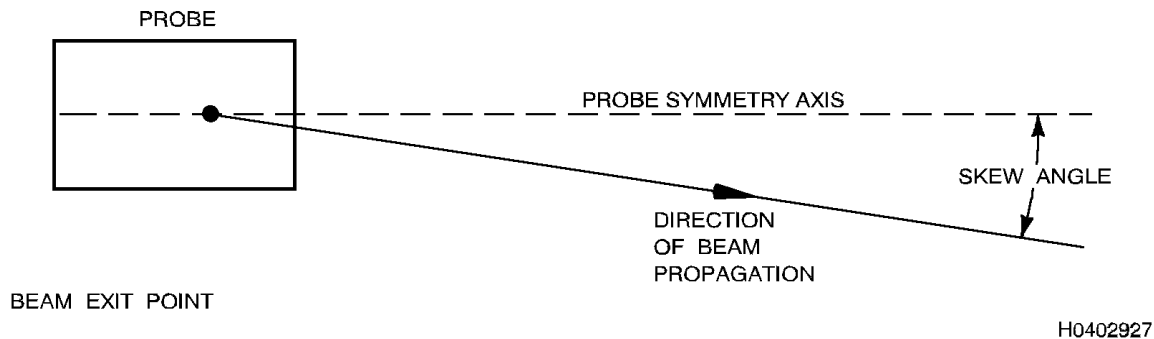 PROBE
PROBE SYMMETRY AXIS
SKEW ANGLE
DIRECTION
OF BEAM
PROPAGATION
BEAM EXIT POINT
H0402927